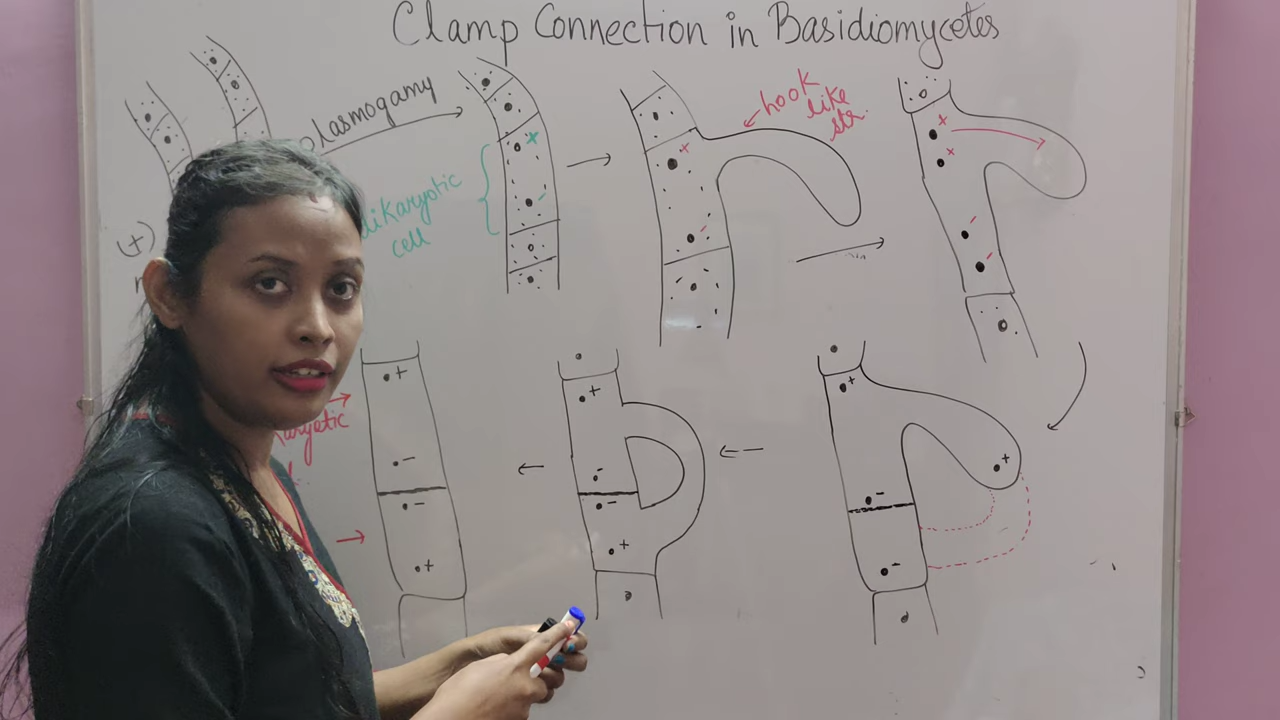 Clamp Connection in Basidiomycetes
plasmogamy
hook
like
str.
dikaryotic
cell
(+)